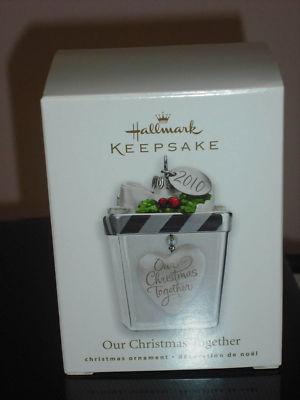 Hallmark
KEEPSAKE
2010
Our
Christmas
Together
Our Christmas Together
christmas ornament • décoration de noël